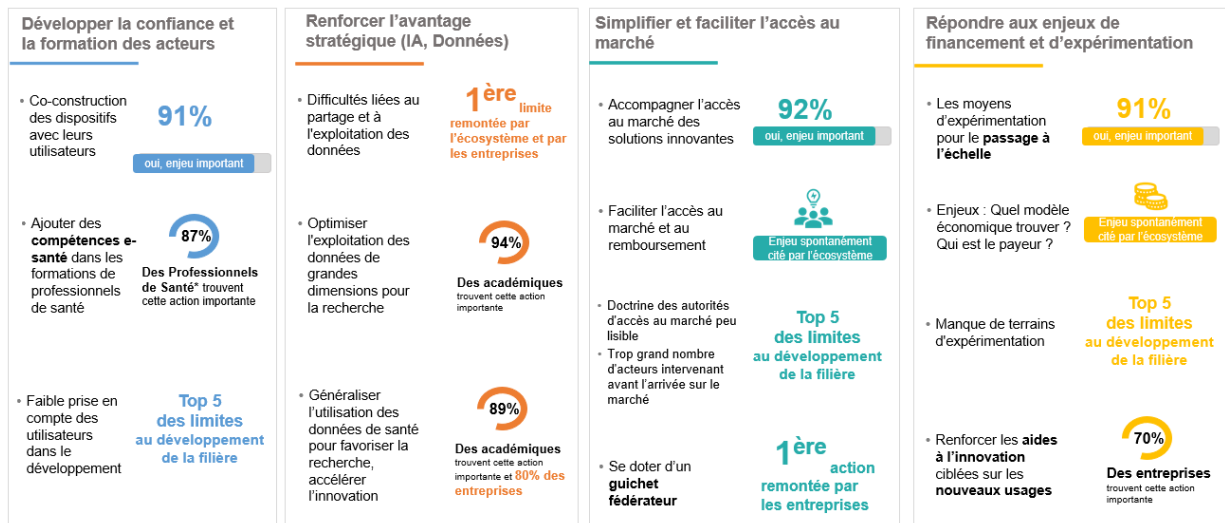 Développer la confiance et
la formation des acteurs
• Co-construction
des dispositifs
avec leurs
utilisateurs
91%
oui, enjeu important
• Ajouter des
compétences e-
santé dans les
formations de
professionnels
de santé
87%
Des Professionnels
de Santé* trouvent
cette action importante
• Faible prise en
compte des
utilisateurs
dans le
développement
Top 5
des limites
au développement
de la filière
Renforcer l'avantage
stratégique (IA, Données)
• Difficultés liées au
partage et à
l'exploitation des
données
1ère limite
remontée par
l'écosystème et par
les entreprises
• Optimiser
l'exploitation des
données de
grandes
dimensions pour
la recherche
94%
Des académiques
trouvent cette action
importante
• Généraliser
l'utilisation des
données de santé
pour favoriser la
recherche,
accélérer
l'innovation
89%
Des académiques
trouvent cette action
importante et 80% des
entreprises
Simplifier et faciliter l'accès au
marché
• Accompagner l'accès
au marché des
solutions innovantes
92%
oui, enjeu important
• Faciliter l'accès au
marché et au
remboursement
Enjeu spontanément
cité par l'écosystème
• Doctrine des autorités
d'accès au marché peu
lisible
• Trop grand nombre
d'acteurs intervenant
avant l'arrivée sur le
marché
Top 5
des limites
au développement
de la filière
• Se doter d'un
guichet
fédérateur
1ère action
remontée par
les entreprises
Répondre aux enjeux de
financement et d'expérimentation
• Les moyens
d'expérimentation
pour le passage à
l'échelle
91%
oui, enjeu important
• Enjeux : Quel modèle
économique trouver ?
Qui est le payeur ?
Enjeu spontanément
cité par l'écosystème
• Manque de terrains
d'expérimentation
Top 5
des limites
au développement
de la filière
• Renforcer les aides
à l'innovation
ciblées sur les
nouveaux usages
70%
Des entreprises
trouvent cette action
importante